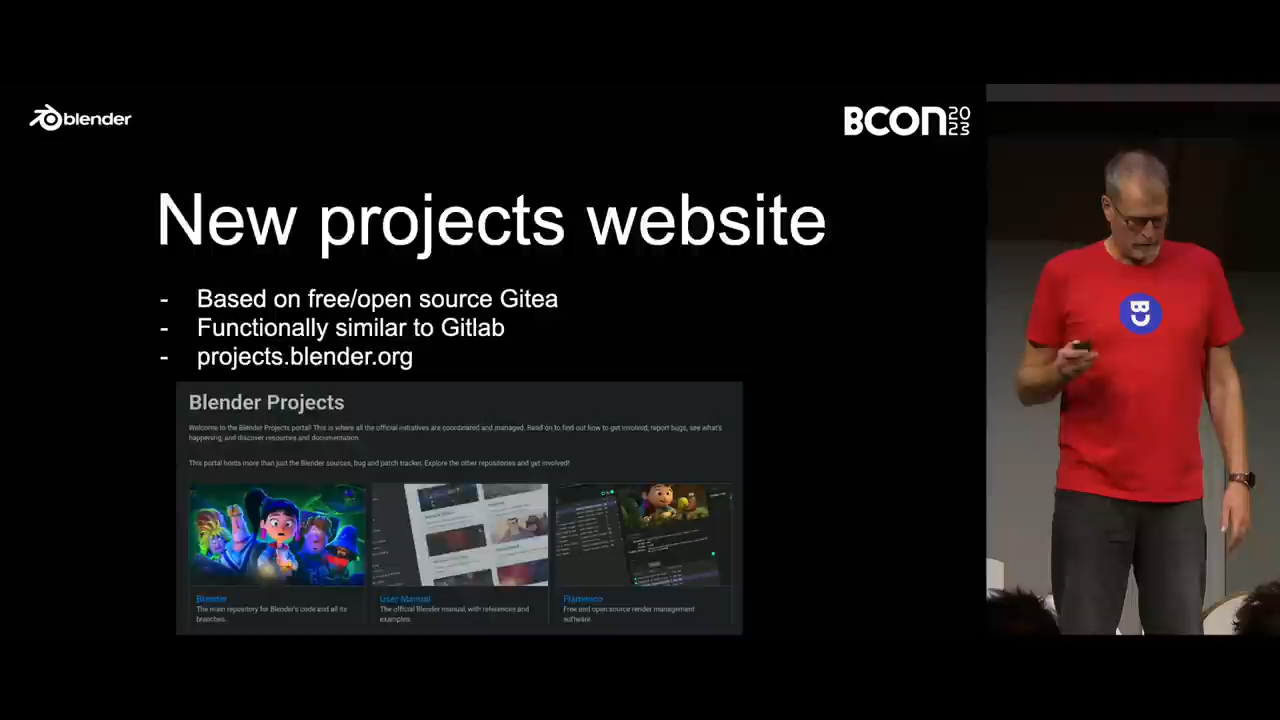 blender
BCON 20
23
New projects website
- Based on free/open source Gitea
- Functionally similar to Gitlab
- projects.blender.org
Blender Projects
Welcome to the Blender Projects portal! This is where all the official initiatives are coordinated and managed. Read on to find out how to get involved, report bugs, see what's
happening, and discover resources and documentation.
This portal hosts more than just the Blender sources, bug and patch tracker. Explore the other repositories and get involved!
Blender
The main repository for Blender's code and all its
branches.
User Manual
The official Blender manual, with references and
examples.
Flamenco
Free and open source render management
software.